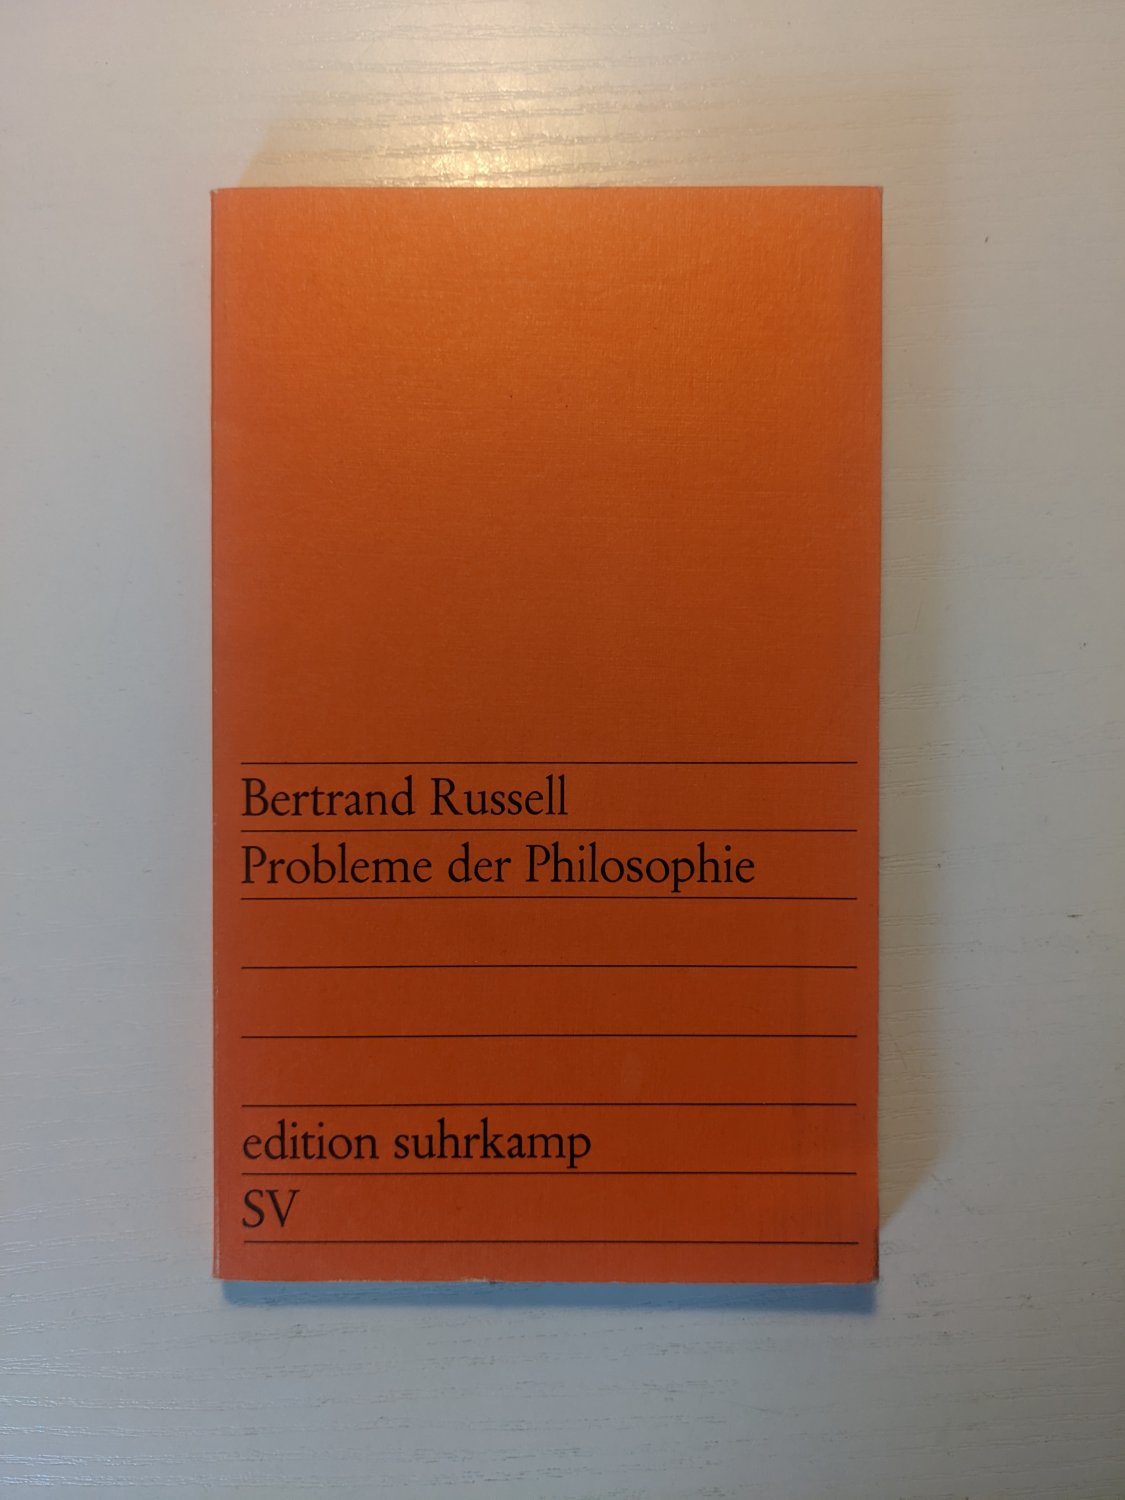 Bertrand Russell
Probleme der Philosophie
edition suhrkamp
SV